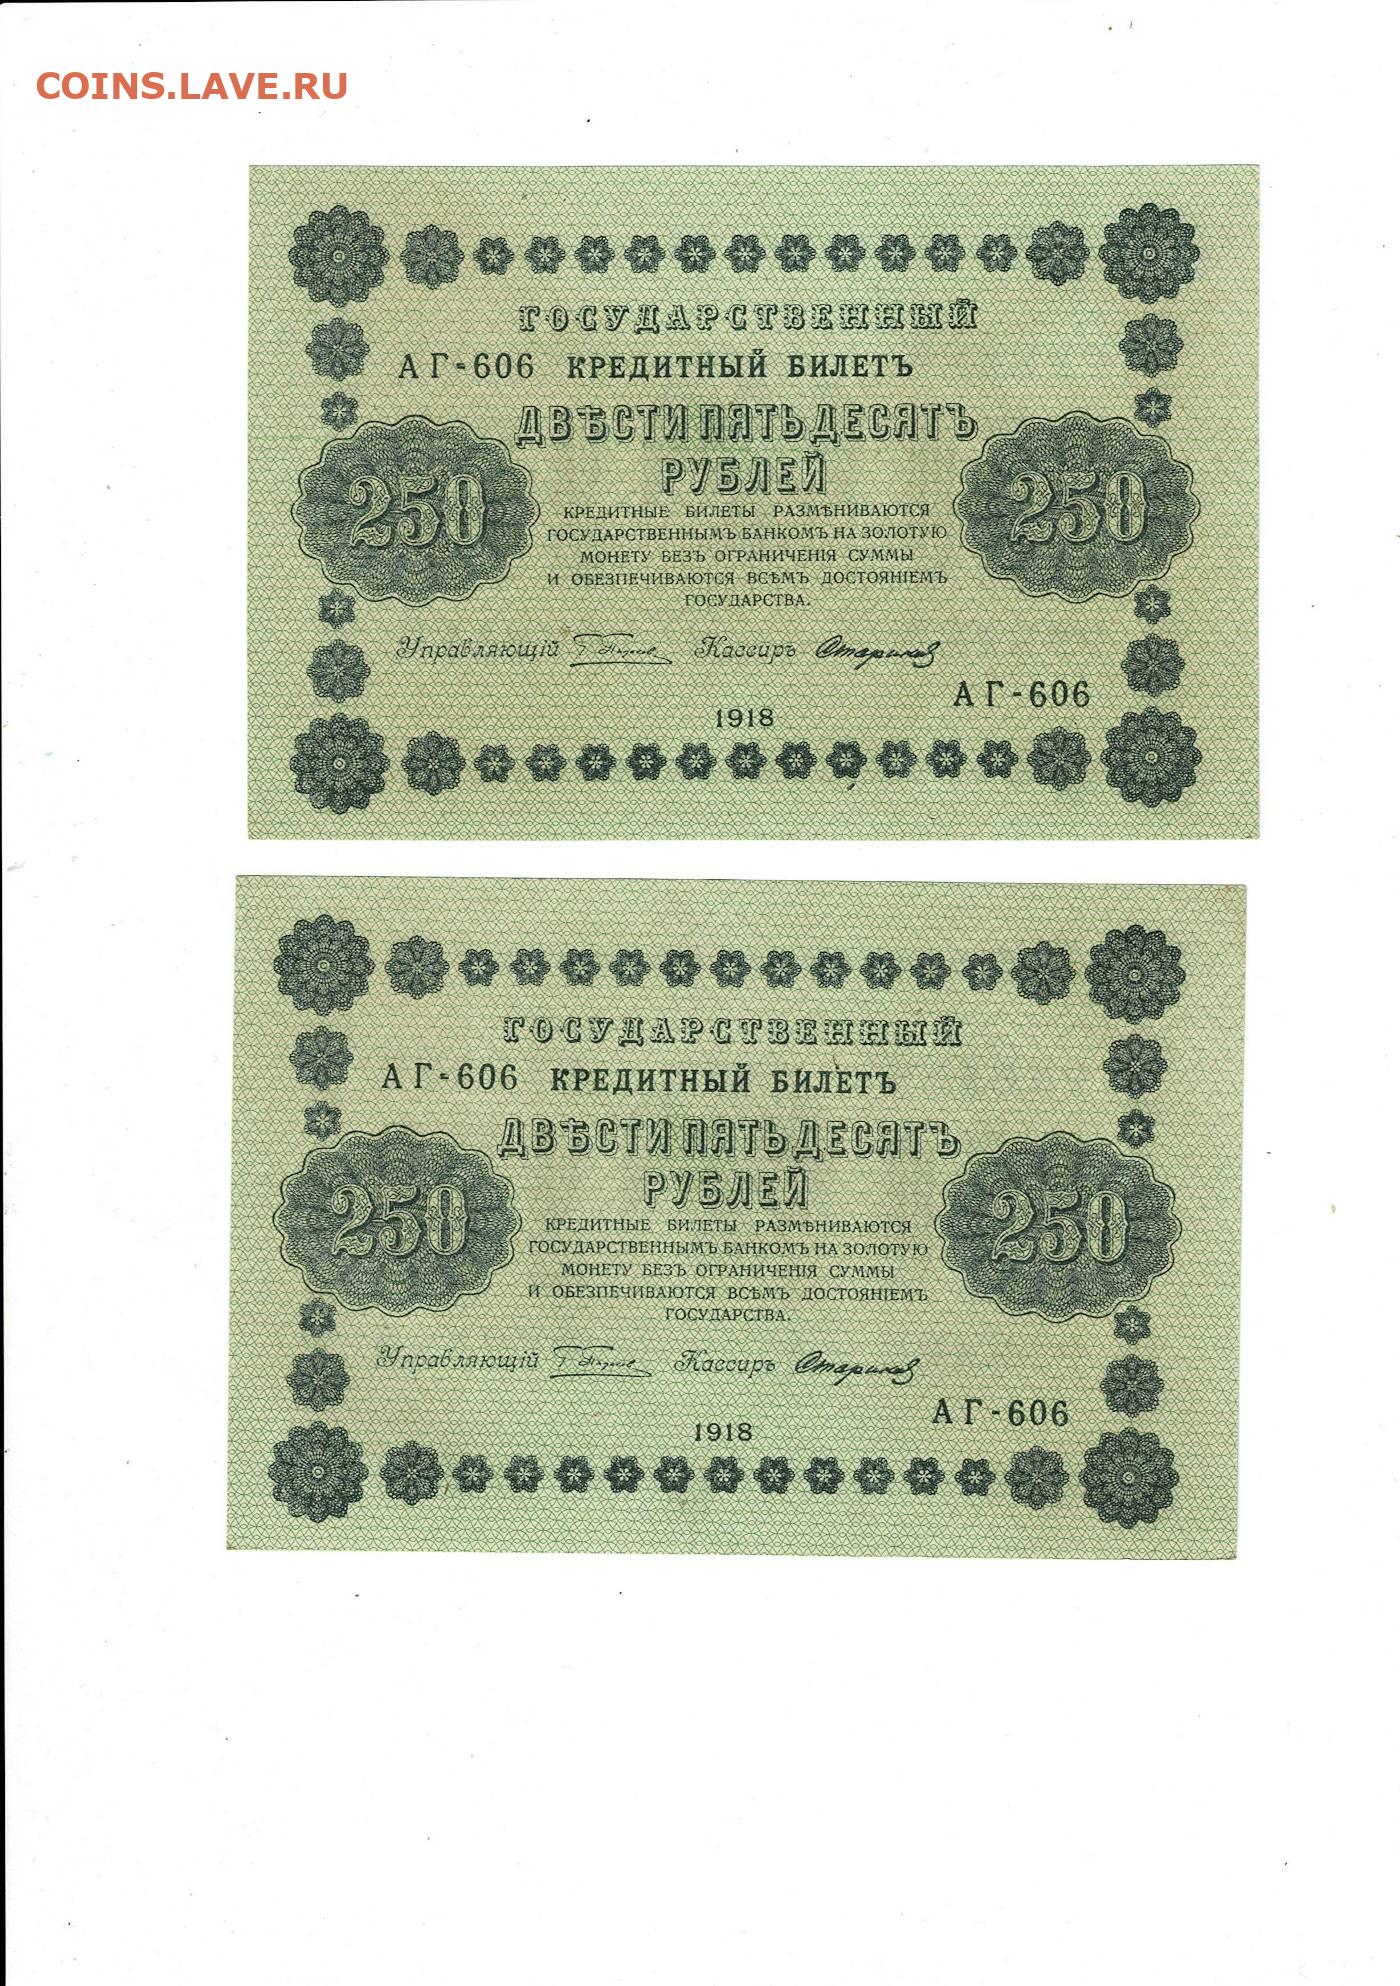 COINS.LAVE.RU
ГОСУДАРСТВЕННЫЙ
АГ-606 КРЕДИТНЫЙ БИЛЕТЪ
ДВѢСТИ ПЯТЬДЕСЯТЪ
РУБЛЕЙ
250
250
КРЕДИТНЫЕ БИЛЕТЫ РАЗМѢНИВАЮТСЯ
ГОСУДАРСТВЕННЫМЪ БАНКОМЪ НА ЗОЛОТУЮ
МОНЕТУ БЕЗЪ ОГРАНИЧЕНІЯ СУММЫ
И ОБЕЗПЕЧИВАЮТСЯ ВСѢМЪ ДОСТОЯНІЕМЪ
ГОСУДАРСТВА.
Управляющій Кассиръ
АГ-606
1918
ГОСУДАРСТВЕННЫЙ
АГ-606 КРЕДИТНЫЙ БИЛЕТЪ
ДВѢСТИ ПЯТЬДЕСЯТЪ
РУБЛЕЙ
250
250
КРЕДИТНЫЕ БИЛЕТЫ РАЗМѢНИВАЮТСЯ
ГОСУДАРСТВЕННЫМЪ БАНКОМЪ НА ЗОЛОТУЮ
МОНЕТУ БЕЗЪ ОГРАНИЧЕНІЯ СУММЫ
И ОБЕЗПЕЧИВАЮТСЯ ВСѢМЪ ДОСТОЯНІЕМЪ
ГОСУДАРСТВА.
Управляющій Кассиръ
АГ-606
1918